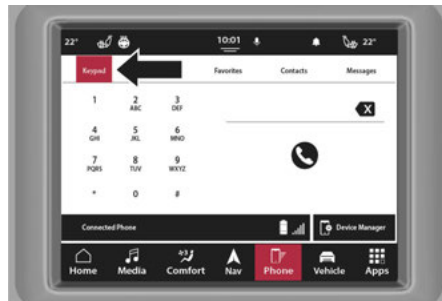 22° 10:01 22°
Keypad Favorites Contacts Messages
1 2 3
ABC DEF
4 5 6
GHI JKL MNO
7 8 9
PQRS TUV WXYZ
* 0 #
Connected Phone Device Manager
Home Media Comfort Nav Phone Vehicle Apps